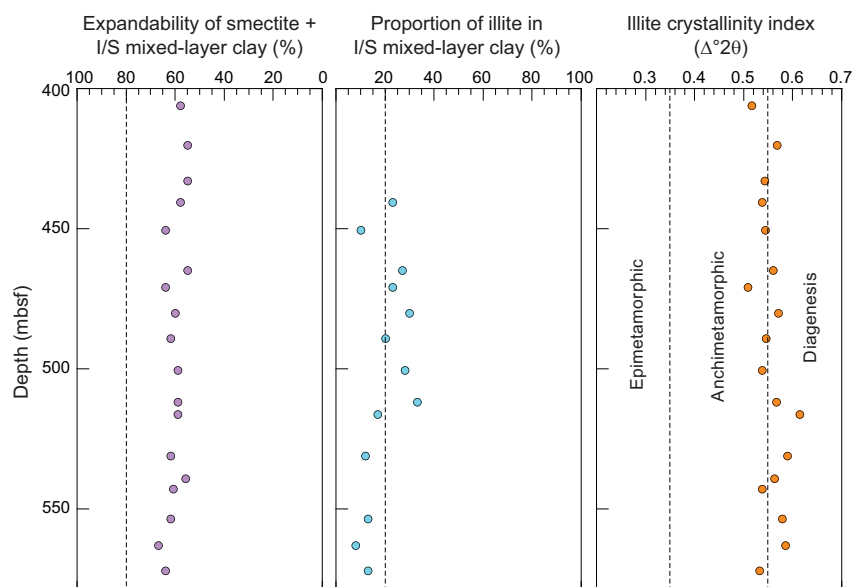 Expandability of smectite +
I/S mixed-layer clay (%)
Proportion of illite in
I/S mixed-layer clay (%)
Illite crystallinity index
(Δ°2θ)
100 80 60 40 20 0
20 40 60 80 100
0.3 0.4 0.5 0.6 0.7
400
450
500
550
Depth (mbsf)
Epimetamorphic
Anchimetamorphic
Diagenesis